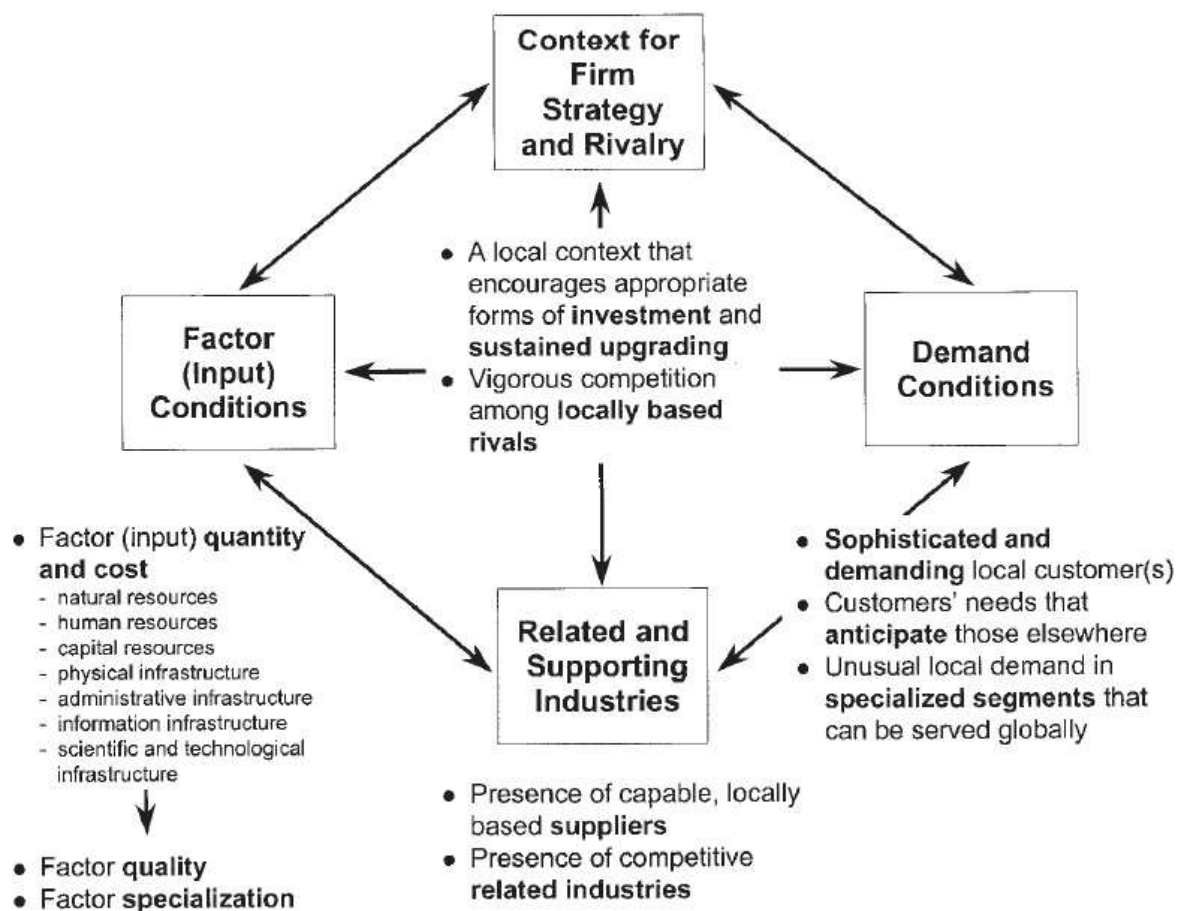 Context for
Firm
Strategy
and Rivalry
● A local context that
encourages appropriate
forms of investment and
sustained upgrading
● Vigorous competition
among locally based
rivals
Factor
(Input)
Conditions
Demand
Conditions
● Factor (input) quantity
and cost
- natural resources
- human resources
- capital resources
- physical infrastructure
- administrative infrastructure
- information infrastructure
- scientific and technological
infrastructure
● Factor quality
● Factor specialization
Related and
Supporting
Industries
● Presence of capable, locally
based suppliers
● Presence of competitive
related industries
● Sophisticated and
demanding local customer(s)
● Customers' needs that
anticipate those elsewhere
● Unusual local demand in
specialized segments that
can be served globally